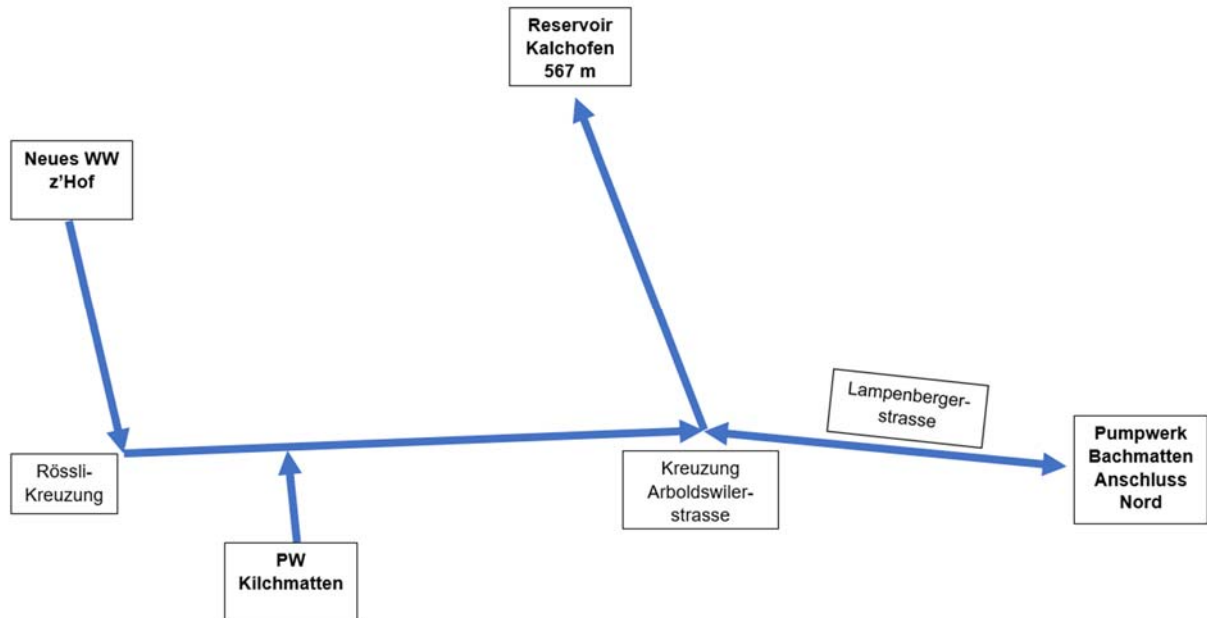 Reservoir
Kalchofen
567 m
Neues WW
z’Hof
Lampenberger-
strasse
Rössli-
Kreuzung
Kreuzung
Arboldswiler-
strasse
Pumpwerk
Bachmatten
Anschluss
Nord
PW
Kilchmatten